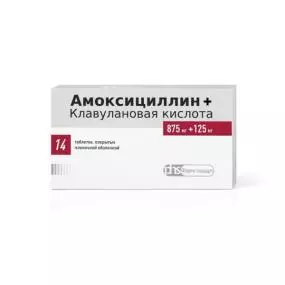 Амоксициллин +
Клавулановая кислота
875 мг + 125 мг
14
таблетки, покрытые
пленочной оболочкой